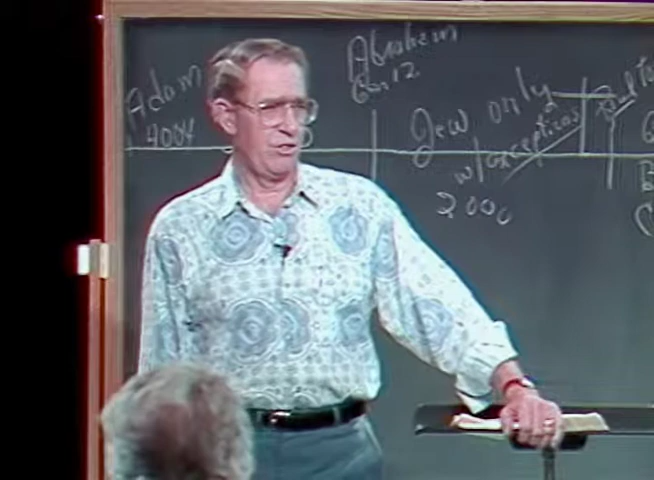 Adam
4004
Abraham
Gen 12
Jew only
w/ exceptions
2000